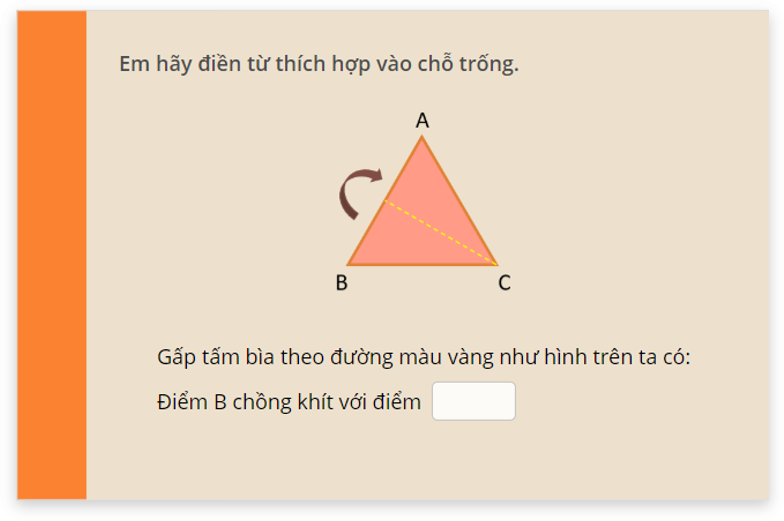 Em hãy điền từ thích hợp vào chỗ trống.
A
B
C
Gấp tấm bìa theo đường màu vàng như hình trên ta có:
Điểm B chồng khít với điểm